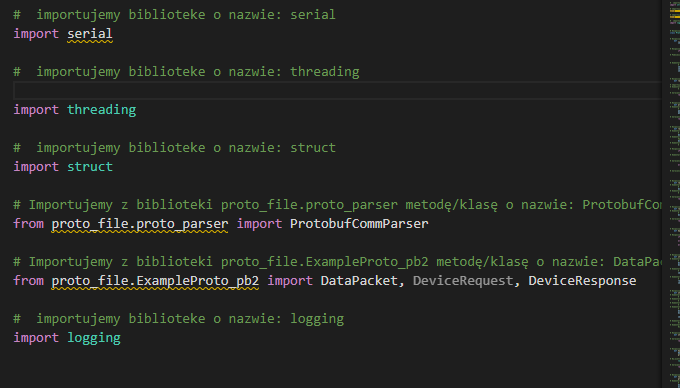 #  importujemy biblioteke o nazwie: serial
import serial
#  importujemy biblioteke o nazwie: threading
import threading
#  importujemy biblioteke o nazwie: struct
import struct
# Importujemy z biblioteki proto_file.proto_parser metodę/klasę o nazwie: ProtobufCom
from proto_file.proto_parser import ProtobufCommParser
# Importujemy z biblioteki proto_file.ExampleProto_pb2 metodę/klasę o nazwie: DataPac
from proto_file.ExampleProto_pb2 import DataPacket, DeviceRequest, DeviceResponse
#  importujemy biblioteke o nazwie: logging
import logging